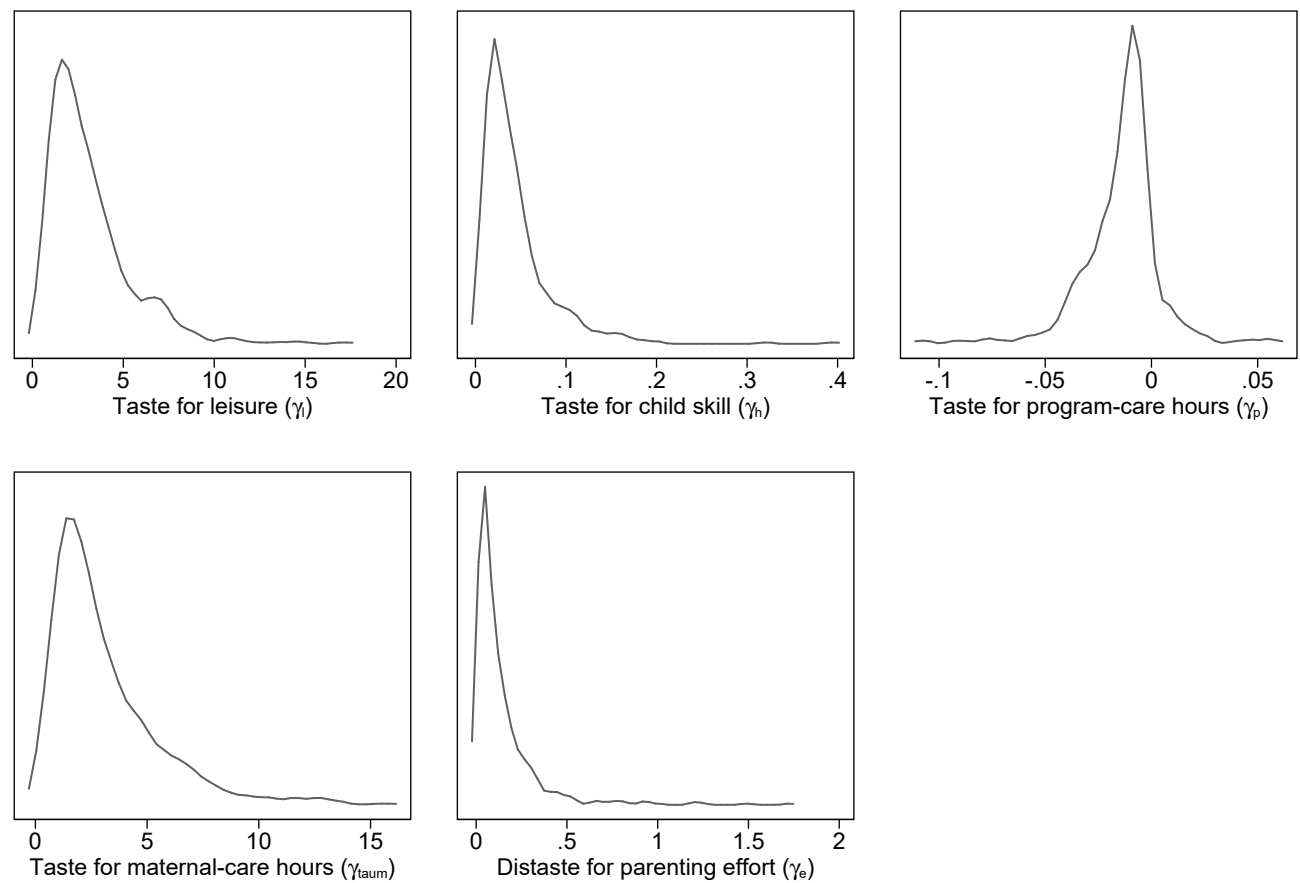 0 5 10 15 20
Taste for leisure (γl)
0 .1 .2 .3 .4
Taste for child skill (γh)
-.1 -.05 0 .05
Taste for program-care hours (γp)
0 5 10 15
Taste for maternal-care hours (γtaum)
0 .5 1 1.5 2
Distaste for parenting effort (γe)